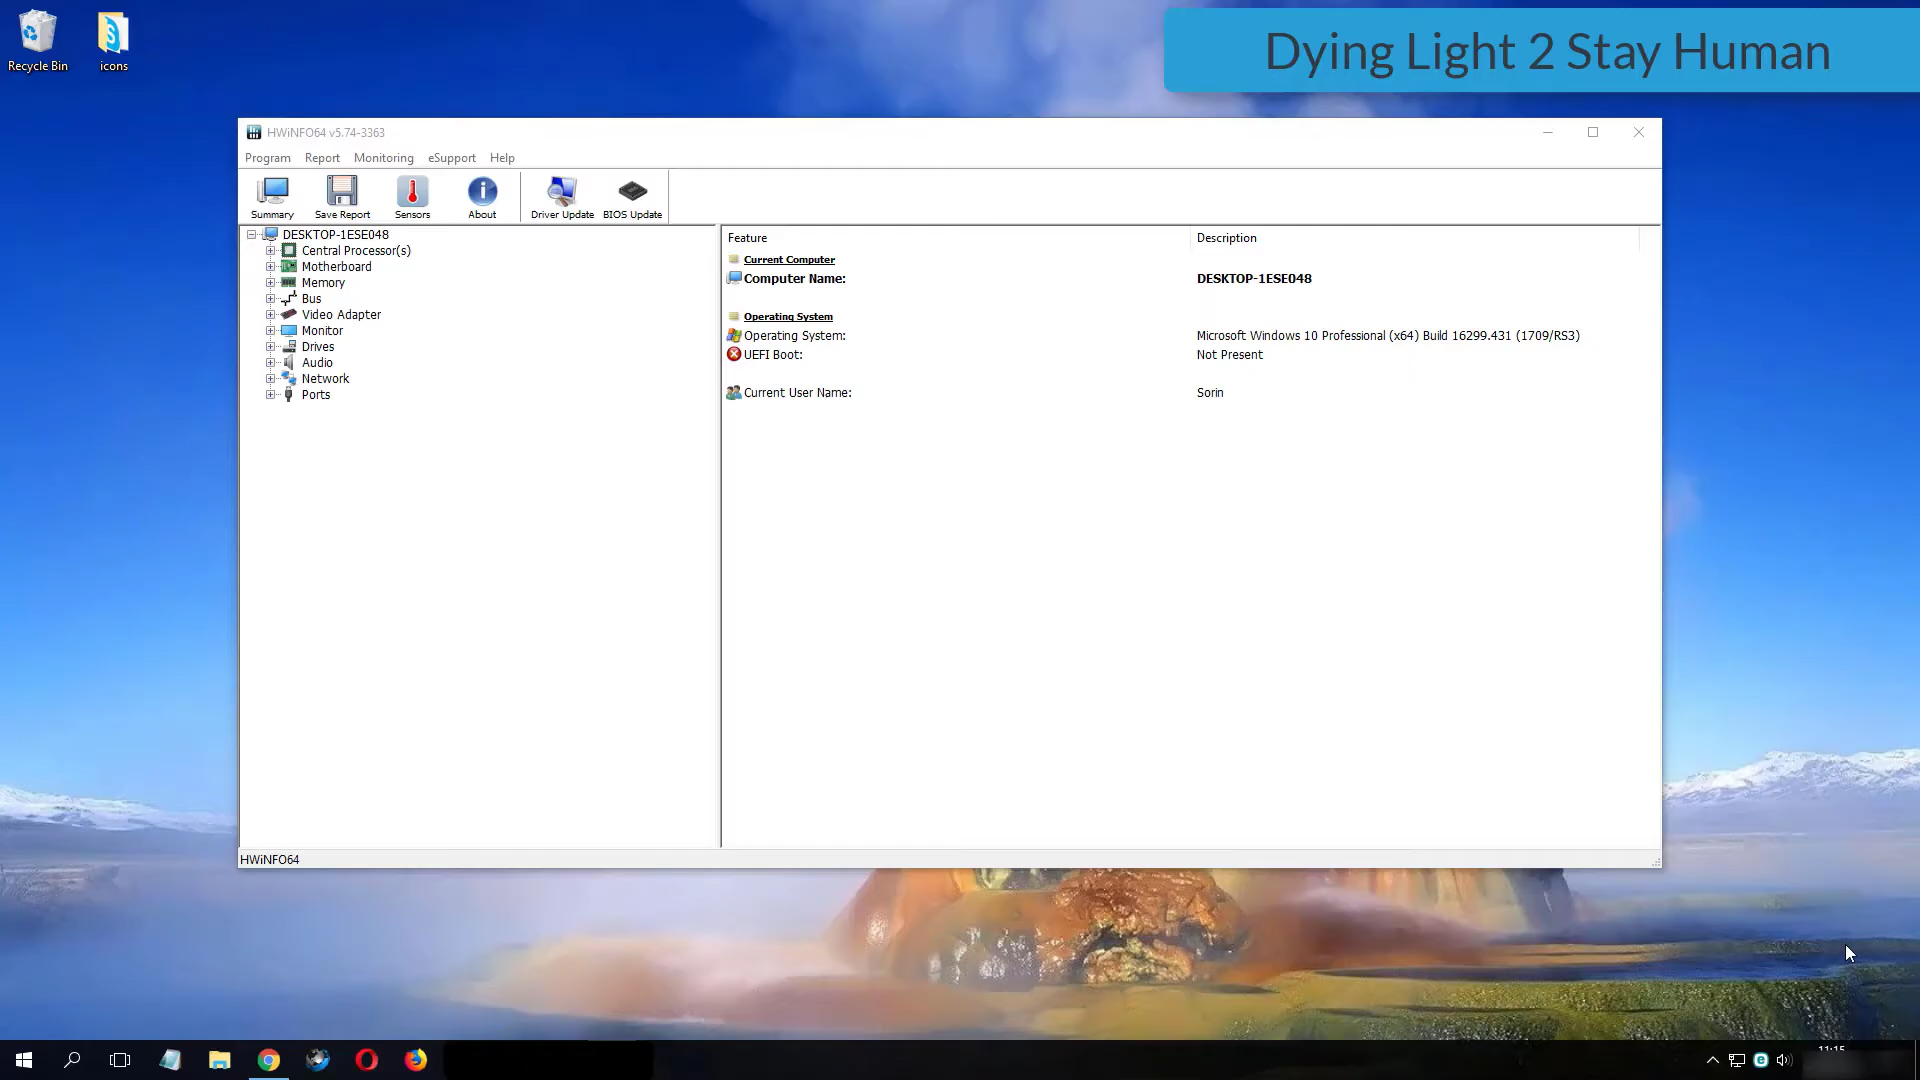 Recycle Bin
icons
Dying Light 2 Stay Human
HWiNFO64 v5.74-3363
Program Report Monitoring eSupport Help
Summary Save Report Sensors About Driver Update BIOS Update
DESKTOP-1ESE048
Central Processor(s)
Motherboard
Memory
Bus
Video Adapter
Monitor
Drives
Audio
Network
Ports
Feature Description
Current Computer
Computer Name: DESKTOP-1ESE048
Operating System
Operating System: Microsoft Windows 10 Professional (x64) Build 16299.431 (1709/RS3)
UEFI Boot: Not Present
Current User Name: Sorin
HWiNFO64